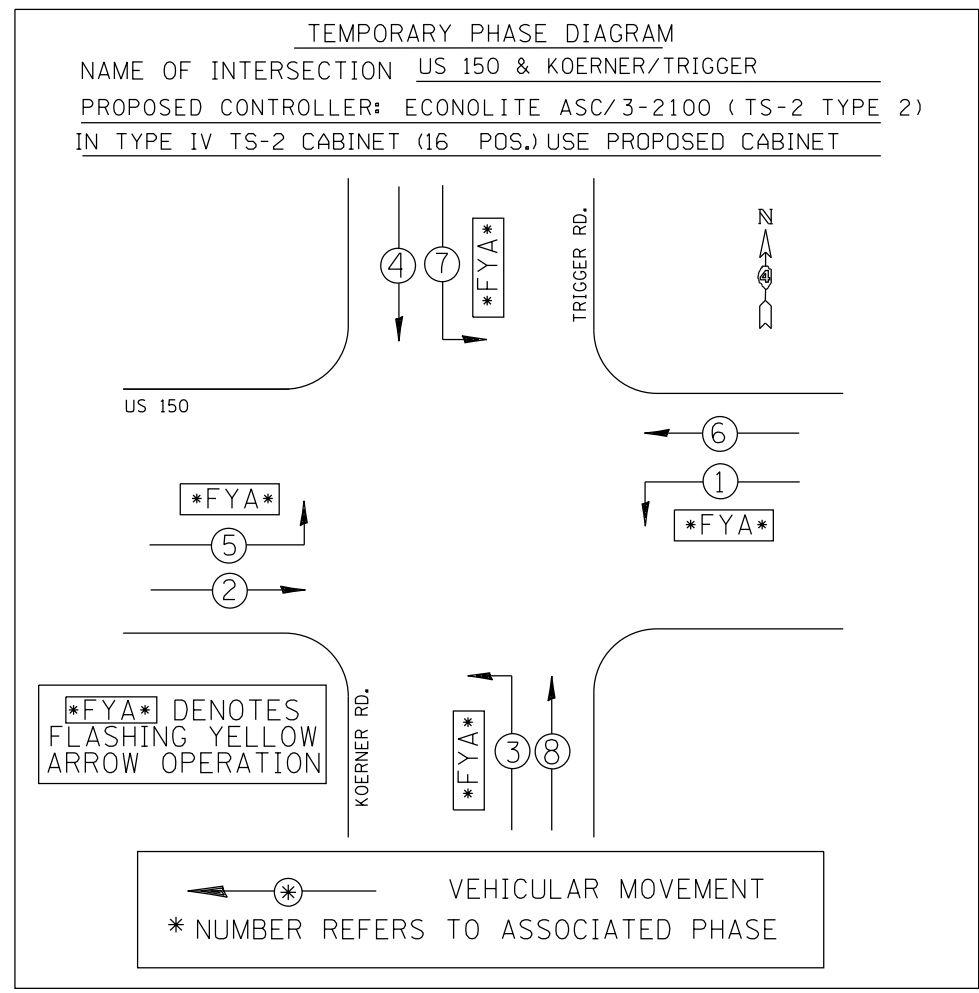 TEMPORARY PHASE DIAGRAM
NAME OF INTERSECTION US 150 & KOERNER/TRIGGER
PROPOSED CONTROLLER: ECONOLITE ASC/3-2100 (TS-2 TYPE 2)
IN TYPE IV TS-2 CABINET (16 POS.) USE PROPOSED CABINET
4
7
*FYA*
TRIGGER RD.
N
4
US 150
6
1
*FYA*
*FYA*
5
2
*FYA* DENOTES
FLASHING YELLOW
ARROW OPERATION
KOERNER RD.
*FYA*
3
8
* VEHICULAR MOVEMENT
* NUMBER REFERS TO ASSOCIATED PHASE